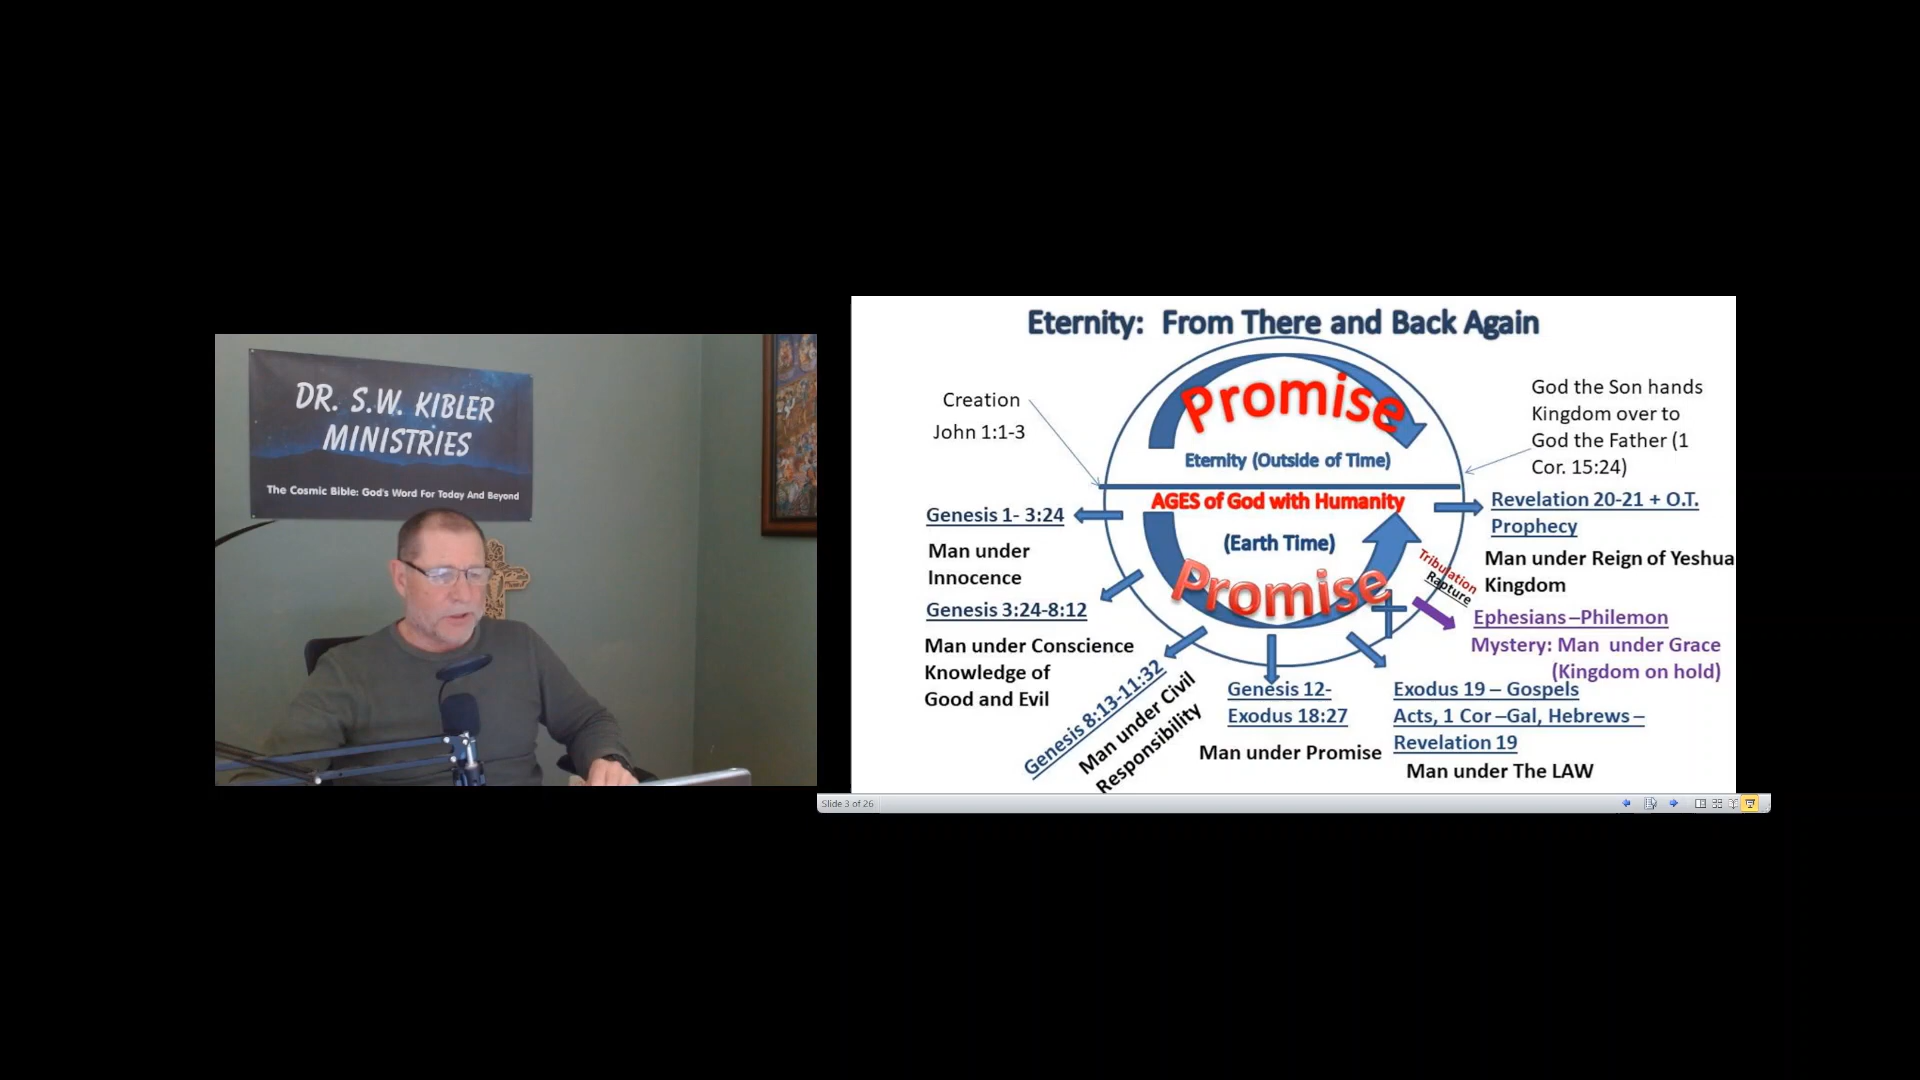 DR. S.W. KIBLER
MINISTRIES
The Cosmic Bible: God's Word For Today And Beyond
Eternity: From There and Back Again
Promise
Eternity (Outside of Time)
Creation
John 1:1-3
God the Son hands
Kingdom over to
God the Father (1
Cor. 15:24)
AGES of God with Humanity
(Earth Time)
Promise
Genesis 1- 3:24
Man under
Innocence
Genesis 3:24-8:12
Man under Conscience
Knowledge of
Good and Evil
Genesis 8:13-11:32
Man under Civil
Responsibility
Genesis 12-
Exodus 18:27
Man under Promise
Exodus 19 – Gospels
Acts, 1 Cor –Gal, Hebrews –
Revelation 19
Man under The LAW
Tribulation
Rapture
Ephesians –Philemon
Mystery: Man under Grace
(Kingdom on hold)
Revelation 20-21 + O.T.
Prophecy
Man under Reign of Yeshua
Kingdom
Slide 3 of 26